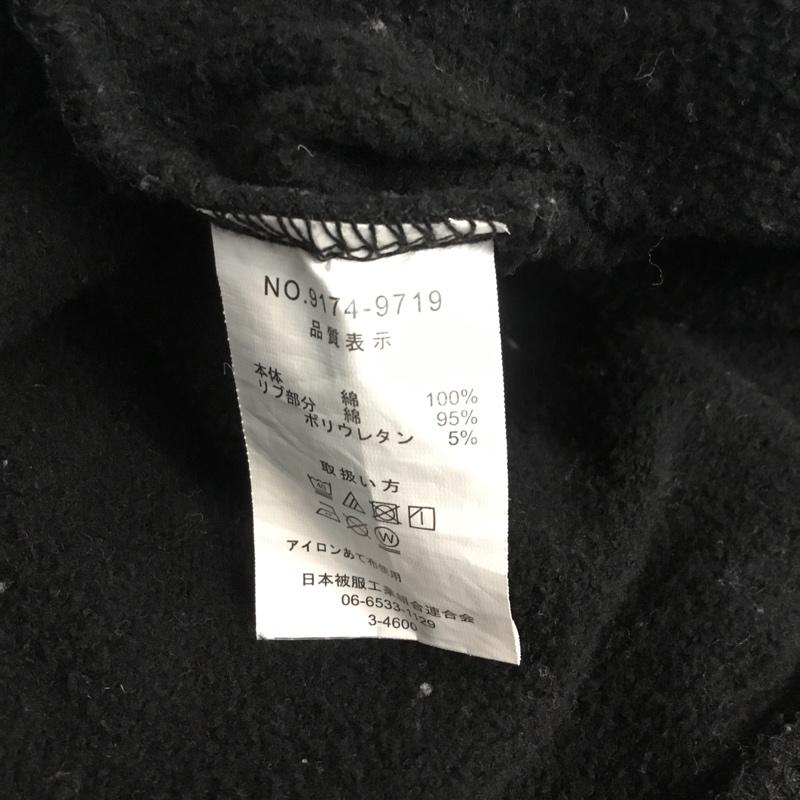 NO.9174-9719
品質表示
本体 綿 100%
リブ部分 綿 95%
ポリウレタン 5%
取扱い方
アイロンあて布使用
日本被服工業組合連合会
06-6533-1129
3-4600